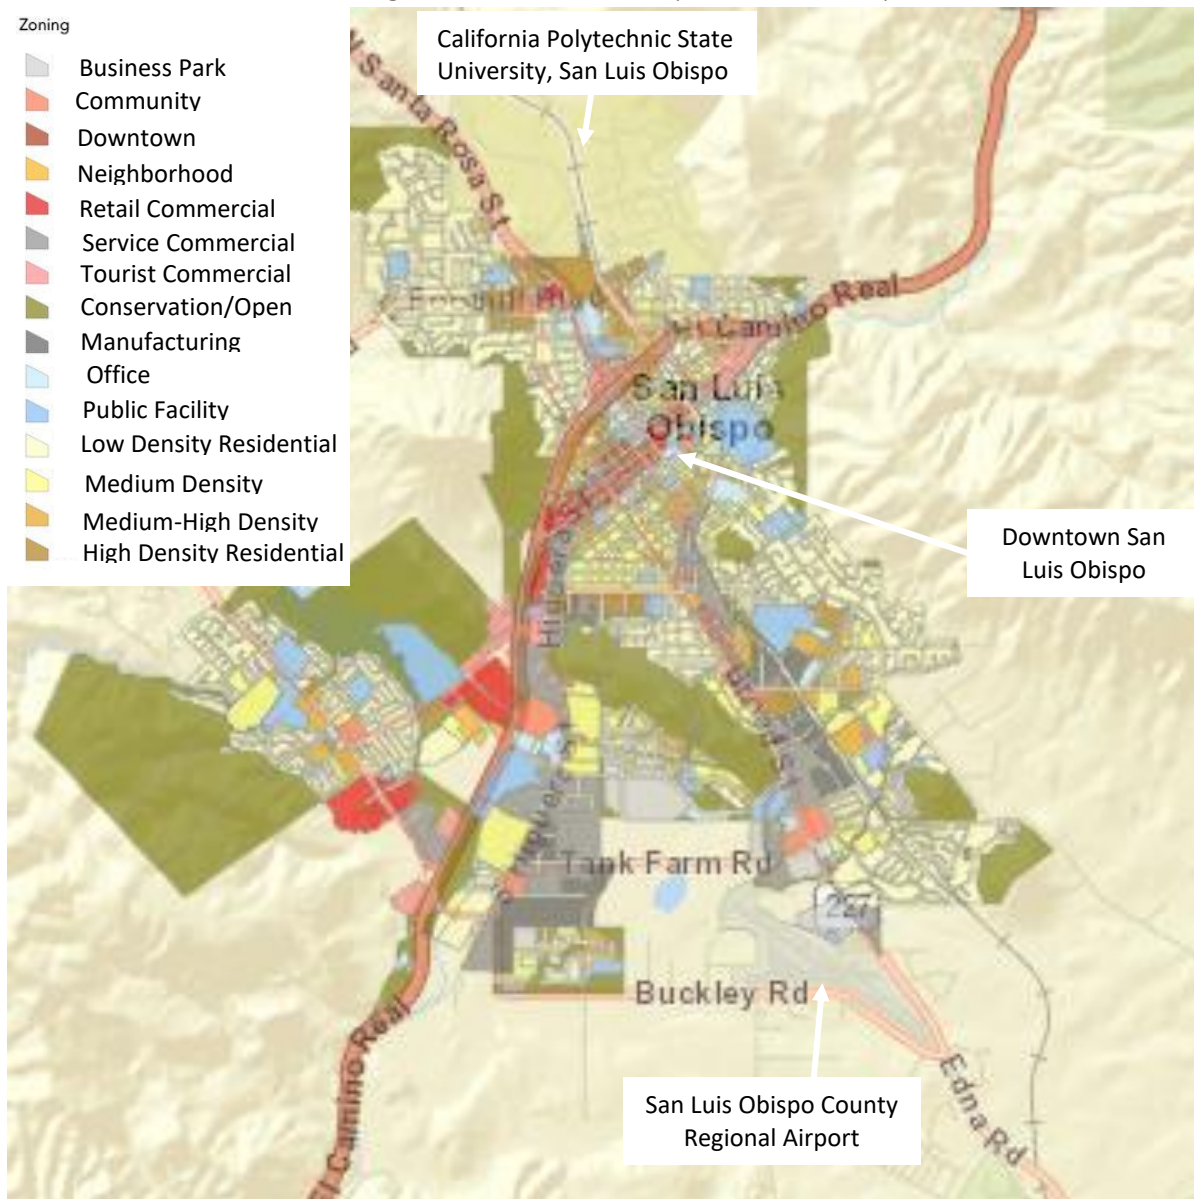 Zoning
Business Park
Community
Downtown
Neighborhood
Retail Commercial
Service Commercial
Tourist Commercial
Conservation/Open
Manufacturing
Office
Public Facility
Low Density Residential
Medium Density
Medium-High Density
High Density Residential
California Polytechnic State
University, San Luis Obispo
N Santa Rosa St
El Camino Real
San Luis
Obispo
Downtown San
Luis Obispo
Tank Farm Rd
227
Buckley Rd
El Camino Real
Edna Rd
San Luis Obispo County
Regional Airport